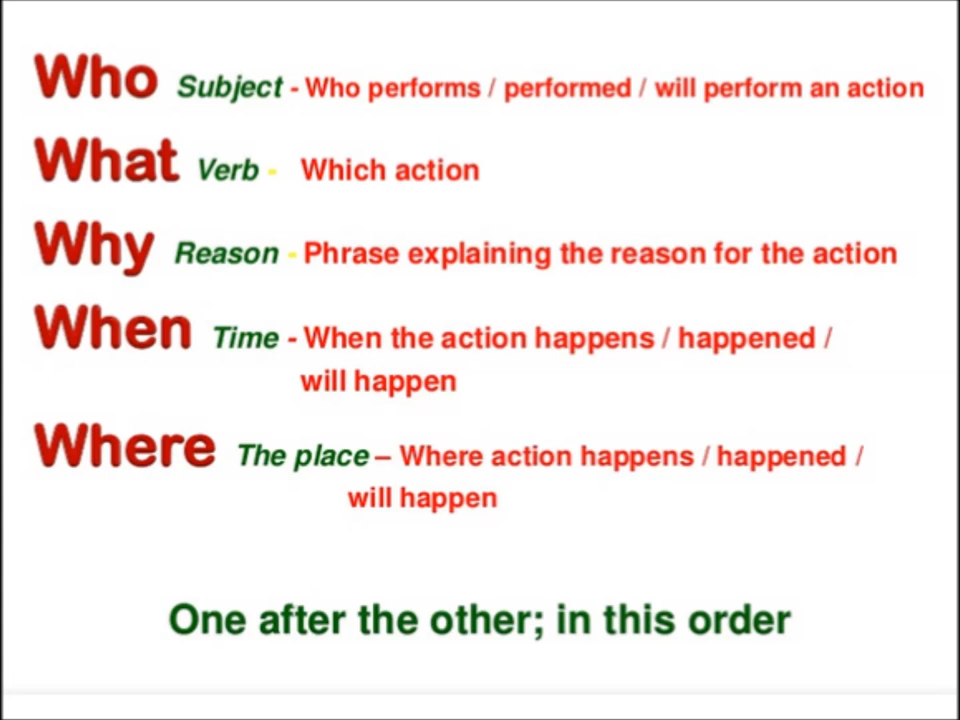 Who Subject - Who performs / performed / will perform an action
What Verb - Which action
Why Reason - Phrase explaining the reason for the action
When Time - When the action happens / happened /
will happen
Where The place – Where action happens / happened /
will happen
One after the other; in this order